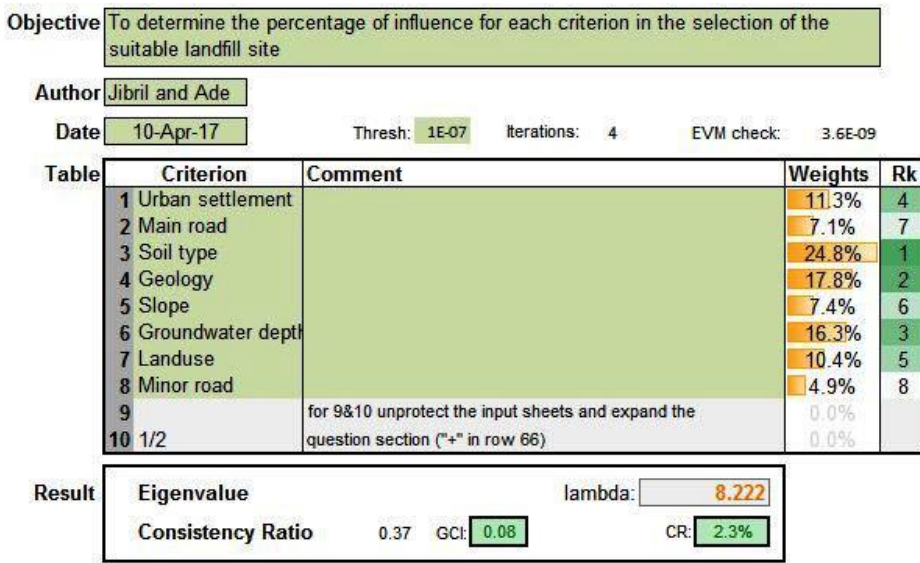 Objective To determine the percentage of influence for each criterion in the selection of the
suitable landfill site
Author Jibril and Ade
Date 10-Apr-17 Thresh: 1E-07 Iterations: 4 EVM check: 3.6E-09
Table Criterion Comment Weights Rk
1 Urban settlement 11.3% 4
2 Main road 7.1% 7
3 Soil type 24.8% 1
4 Geology 17.8% 2
5 Slope 7.4% 6
6 Groundwater depth 16.3% 3
7 Landuse 10.4% 5
8 Minor road 4.9% 8
9 for 9&10 unprotect the input sheets and expand the 0.0%
10 1/2 question section ("+" in row 66) 0.0%
Result Eigenvalue lambda: 8.222
Consistency Ratio 0.37 GCI: 0.08 CR: 2.3%